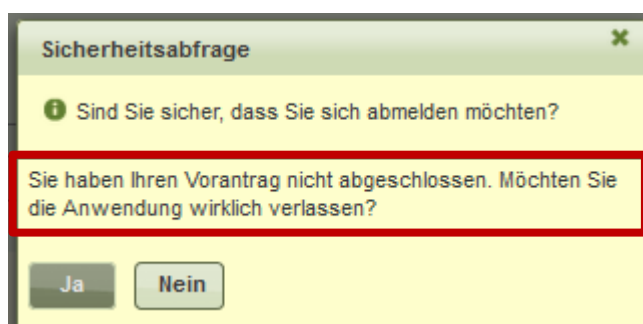 Sicherheitsabfrage
Sind Sie sicher, dass Sie sich abmelden möchten?
Sie haben Ihren Vorantrag nicht abgeschlossen. Möchten Sie
die Anwendung wirklich verlassen?
Ja Nein